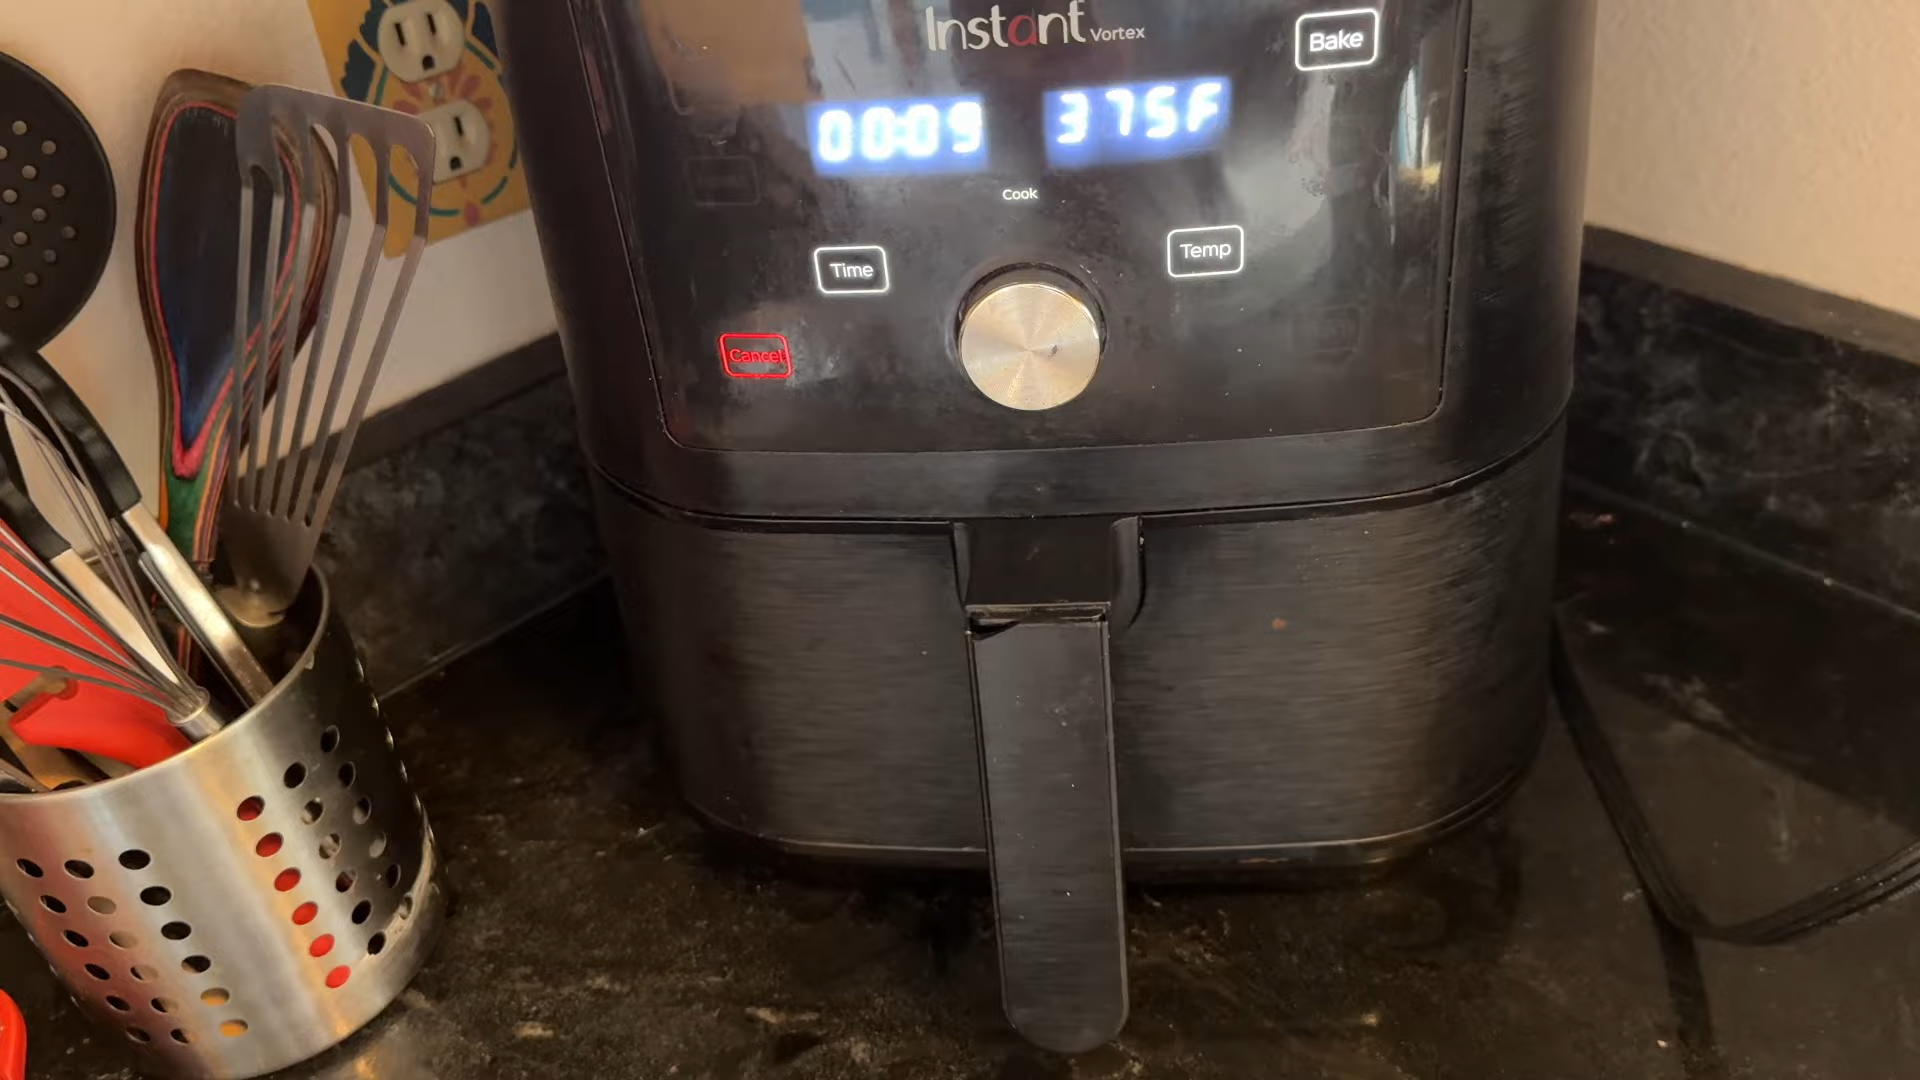 Instant Vortex
Bake
00:09 375F
Cook
Time
Temp
Cancel